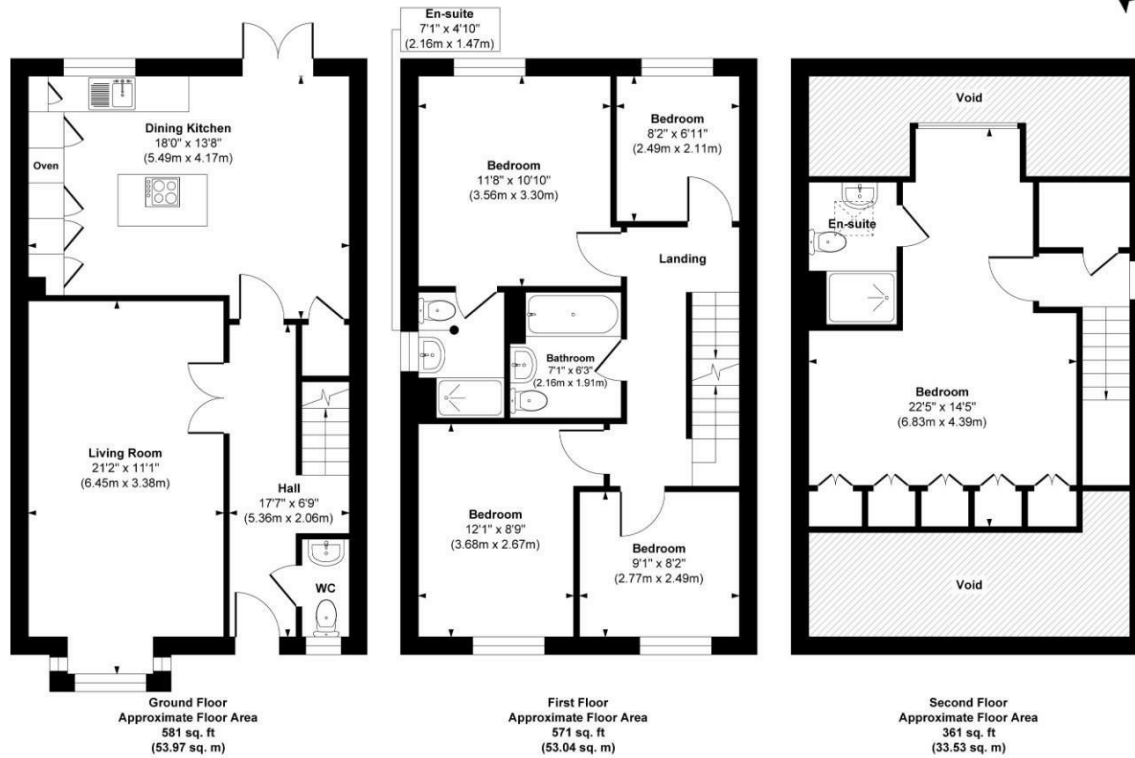 Dining Kitchen
18'0" x 13'8"
(5.49m x 4.17m)
Oven
Living Room
21'2" x 11'1"
(6.45m x 3.38m)
Hall
17'7" x 6'9"
(5.36m x 2.06m)
WC
Ground Floor
Approximate Floor Area
581 sq. ft
(53.97 sq. m)
En-suite
7'1" x 4'10"
(2.16m x 1.47m)
Bedroom
11'8" x 10'10"
(3.56m x 3.30m)
Bedroom
8'2" x 6'11"
(2.49m x 2.11m)
Landing
Bathroom
7'1" x 6'3"
(2.16m x 1.91m)
Bedroom
12'1" x 8'9"
(3.68m x 2.67m)
Bedroom
9'1" x 8'2"
(2.77m x 2.49m)
First Floor
Approximate Floor Area
571 sq. ft
(53.04 sq. m)
Void
En-suite
Bedroom
22'5" x 14'5"
(6.83m x 4.39m)
Void
Second Floor
Approximate Floor Area
361 sq. ft
(33.53 sq. m)